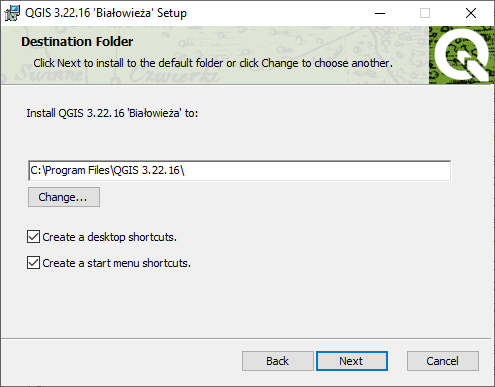 QGIS 3.22.16 'Białowieża' Setup
Destination Folder
Click Next to install to the default folder or click Change to choose another.
Install QGIS 3.22.16 'Białowieża' to:
C:\Program Files\QGIS 3.22.16\
Change...
Create a desktop shortcuts.
Create a start menu shortcuts.
Back Next Cancel